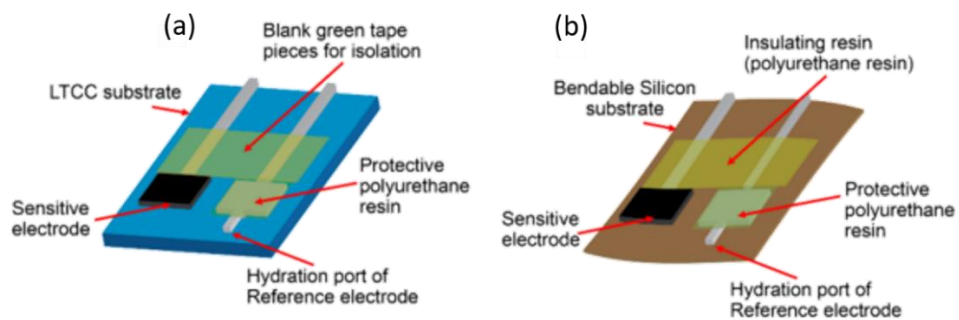 (a)
Blank green tape
pieces for isolation
LTCC substrate
Protective
polyurethane
resin
Sensitive
electrode
Hydration port of
Reference electrode
(b)
Insulating resin
(polyurethane resin)
Bendable Silicon
substrate
Protective
polyurethane
resin
Sensitive
electrode
Hydration port of
Reference electrode